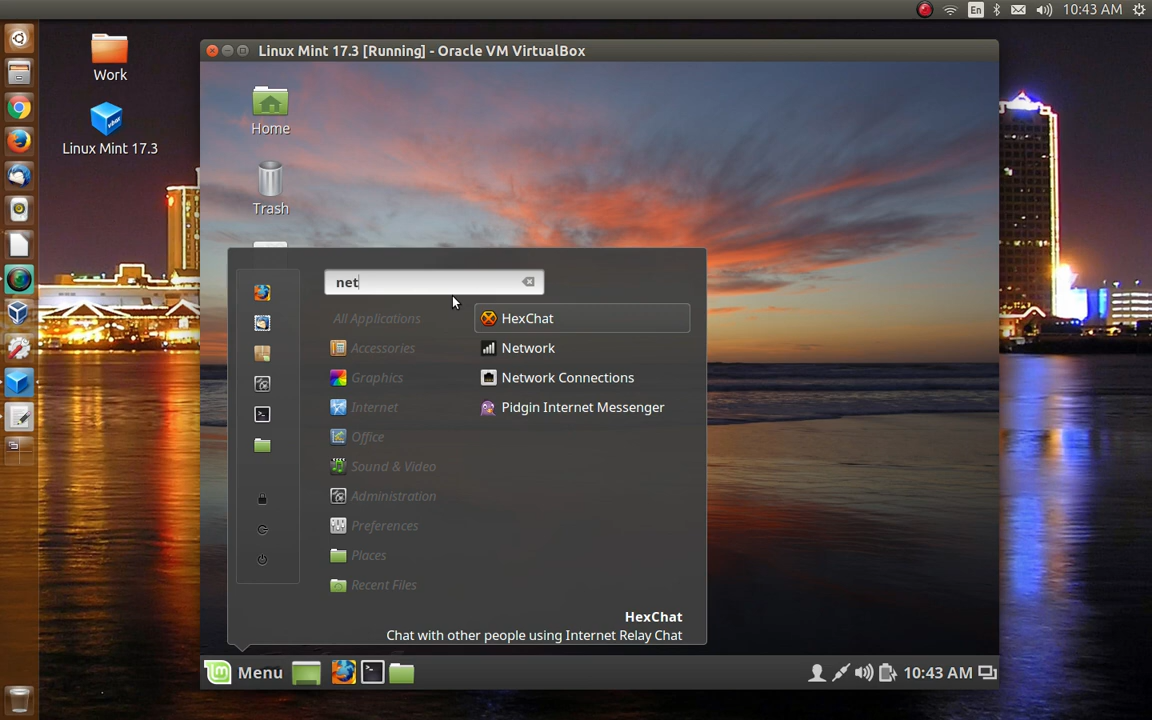 En
10:43 AM
Linux Mint 17.3 [Running] - Oracle VM VirtualBox
Work
vbox
Linux Mint 17.3
Home
Trash
net
All Applications
Accessories
Graphics
Internet
Office
Sound & Video
Administration
Preferences
Places
Recent Files
HexChat
Network
Network Connections
Pidgin Internet Messenger
HexChat
Chat with other people using Internet Relay Chat
Menu
10:43 AM